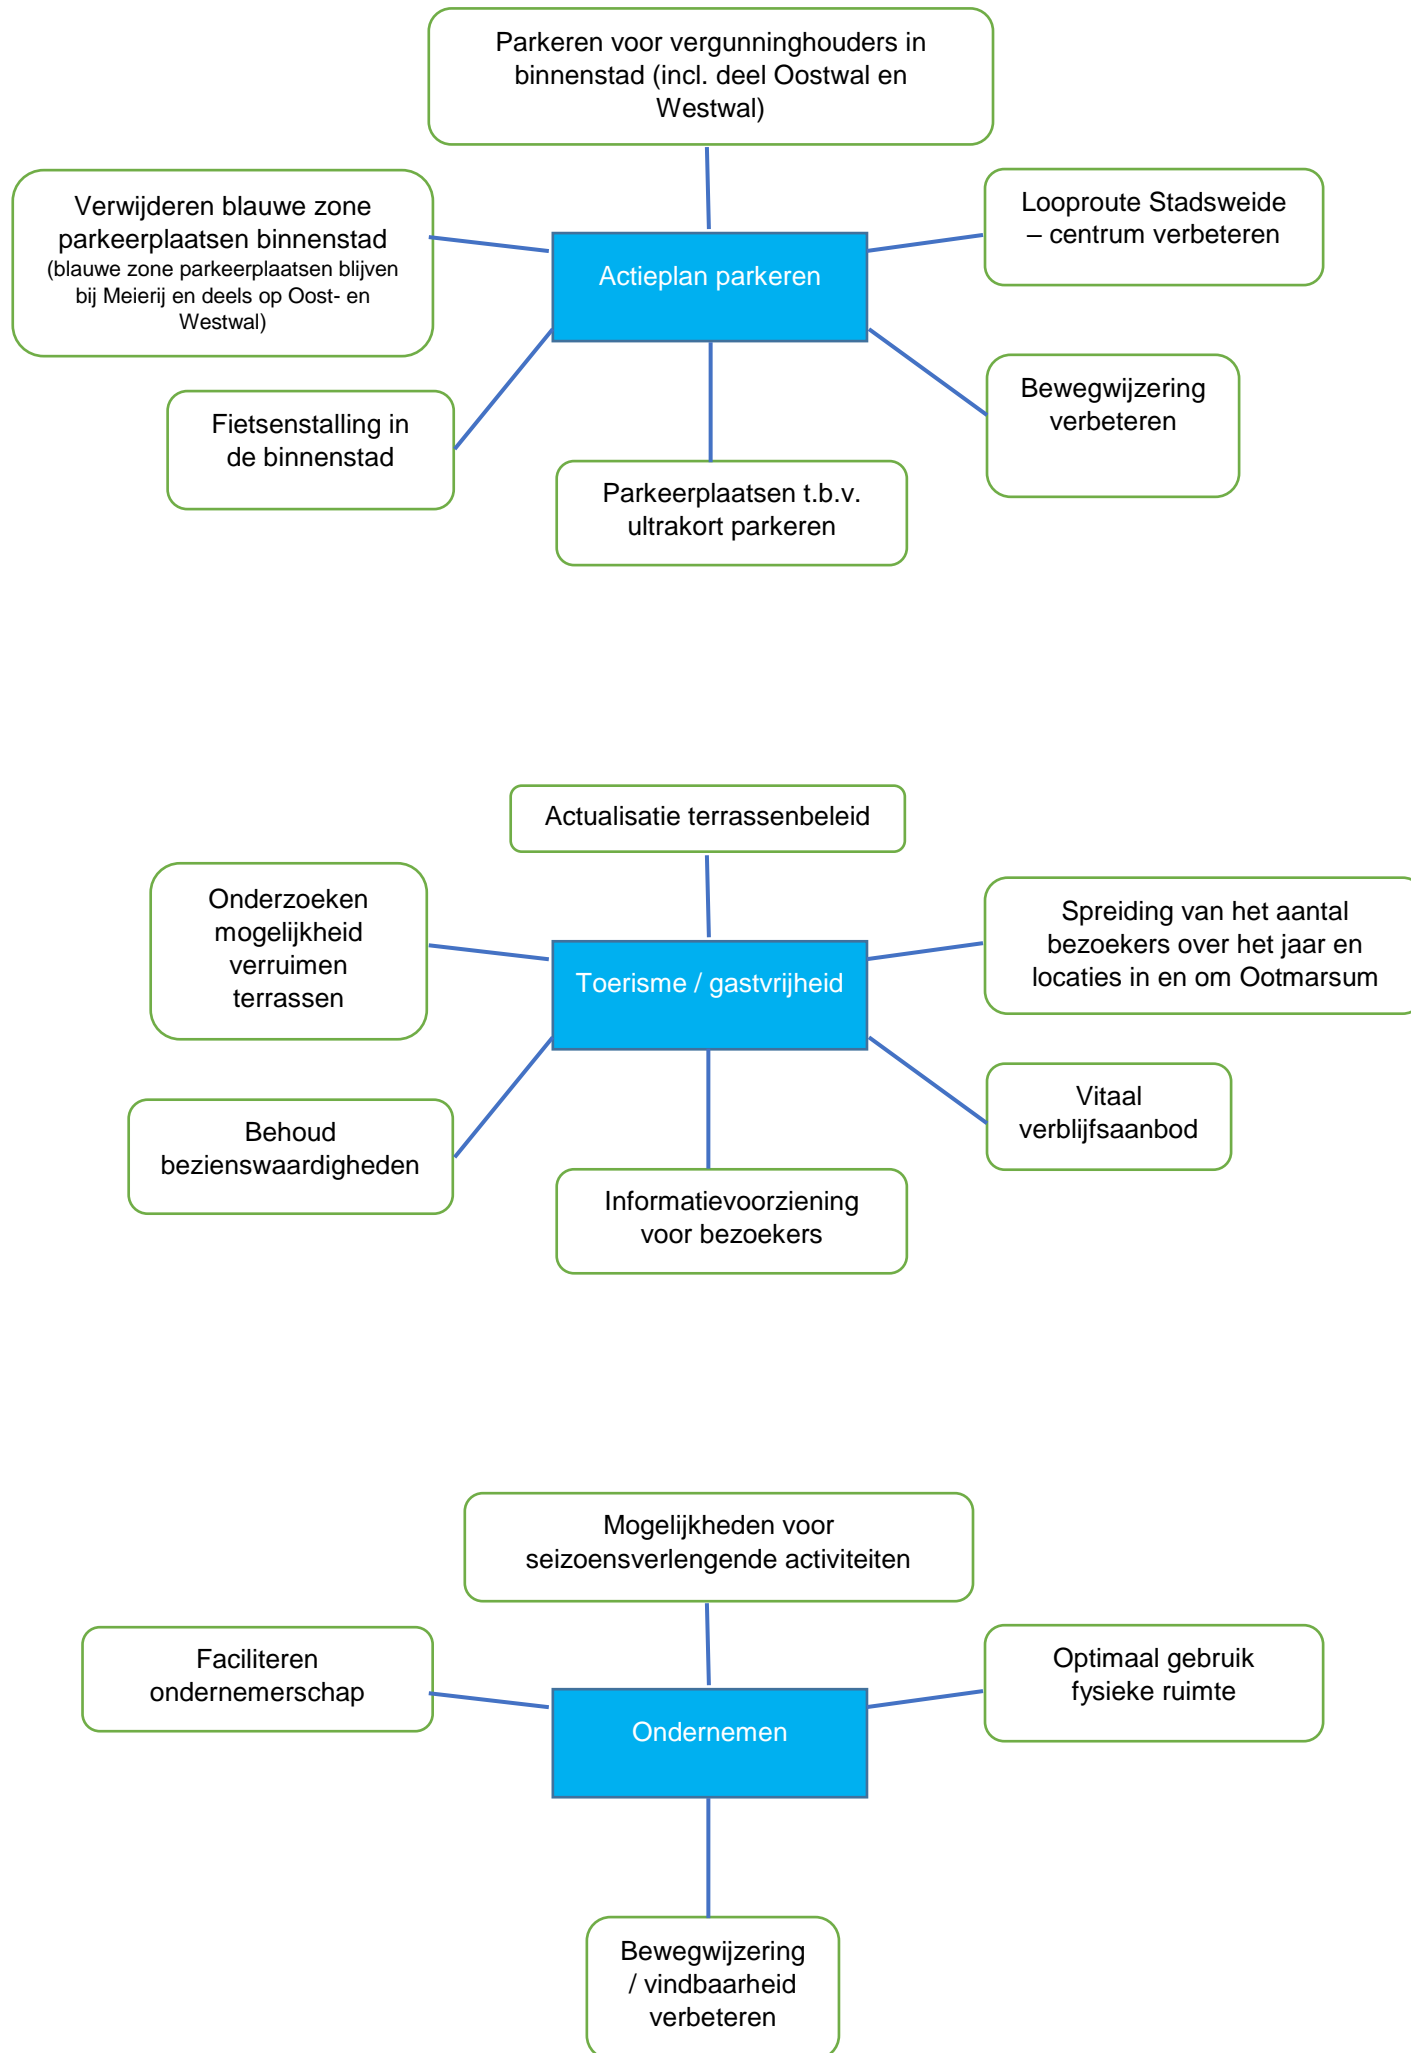 Parkeren voor vergunninghouders in
binnenstad (incl. deel Oostwal en
Westwal)
Verwijderen blauwe zone
parkeerplaatsen binnenstad
(blauwe zone parkeerplaatsen blijven
bij Meierij en deels op Oost- en
Westwal)
Looproute Stadsweide
– centrum verbeteren
Actieplan parkeren
Bewegwijzering
verbeteren
Fietsenstalling in
de binnenstad
Parkeerplaatsen t.b.v.
ultrakort parkeren
Actualisatie terrassenbeleid
Onderzoeken
mogelijkheid
verruimen
terrassen
Spreiding van het aantal
bezoekers over het jaar en
locaties in en om Ootmarsum
Toerisme / gastvrijheid
Vitaal
verblijfsaanbod
Behoud
bezienswaardigheden
Informatievoorziening
voor bezoekers
Mogelijkheden voor
seizoensverlengende activiteiten
Faciliteren
ondernemerschap
Optimaal gebruik
fysieke ruimte
Ondernemen
Bewegwijzering
/ vindbaarheid
verbeteren